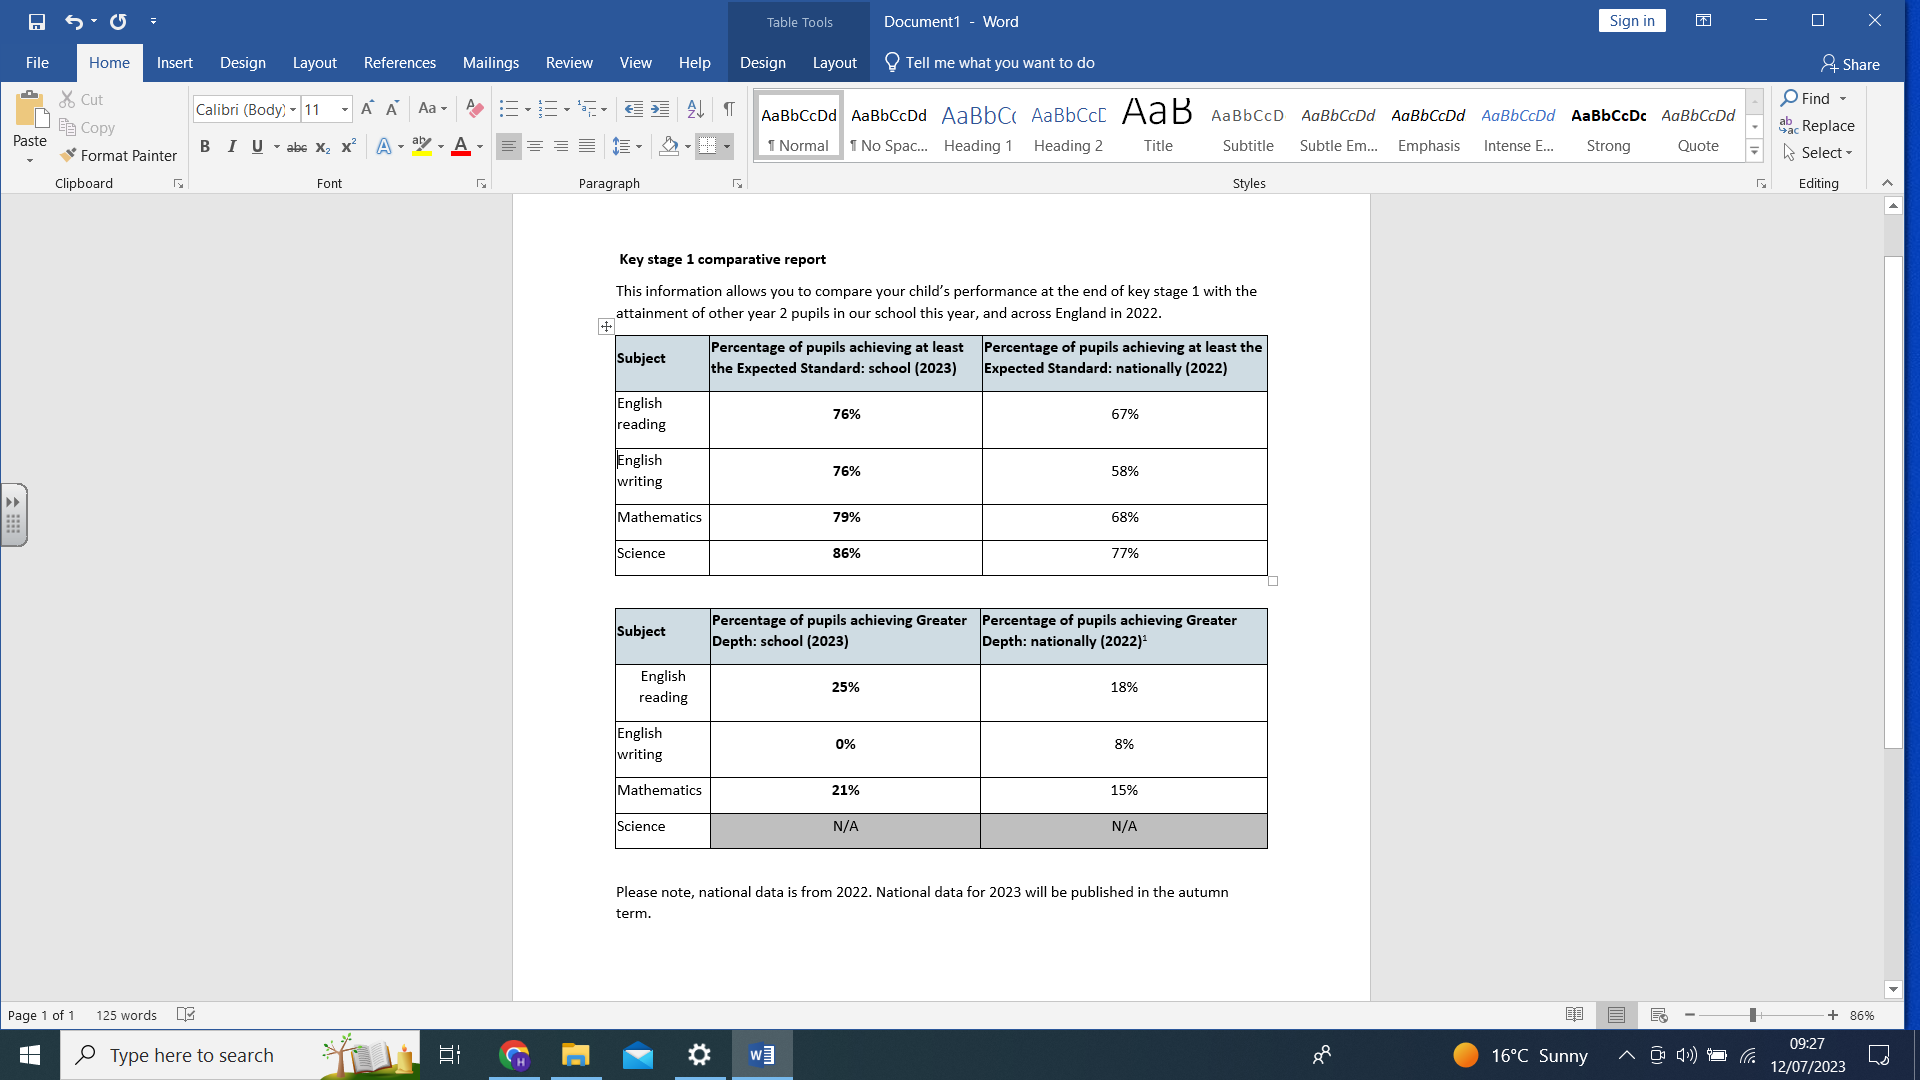 Table Tools
Document1 - Word
Sign in
File Home Insert Design Layout References Mailings Review View Help Design Layout Tell me what you want to do Share
Paste
Cut
Copy
Format Painter
Clipboard
Calibri (Body) 11
Aa
B I U abc x₂ x² A ab A
Font
Paragraph
AaBbCcDd AaBbCcDd AaBbCc AaBbCcD AaB AaBbCcD AaBbCcDd AaBbCcDd AaBbCcDd AaBbCcDc AaBbCcDd
¶ Normal ¶ No Spac... Heading 1 Heading 2 Title Subtitle Subtle Em... Emphasis Intense E... Strong Quote
Styles
Find
Replace
Select
Editing
Key stage 1 comparative report
This information allows you to compare your child’s performance at the end of key stage 1 with the
attainment of other year 2 pupils in our school this year, and across England in 2022.
Subject
Percentage of pupils achieving at least
the Expected Standard: school (2023)
Percentage of pupils achieving at least the
Expected Standard: nationally (2022)
English
reading
76%
67%
English
writing
76%
58%
Mathematics
79%
68%
Science
86%
77%
Subject
Percentage of pupils achieving Greater
Depth: school (2023)
Percentage of pupils achieving Greater
Depth: nationally (2022)¹
English
reading
25%
18%
English
writing
0%
8%
Mathematics
21%
15%
Science
N/A
N/A
Please note, national data is from 2022. National data for 2023 will be published in the autumn
term.
Page 1 of 1 125 words
86%
Type here to search
16°C Sunny
09:27
12/07/2023